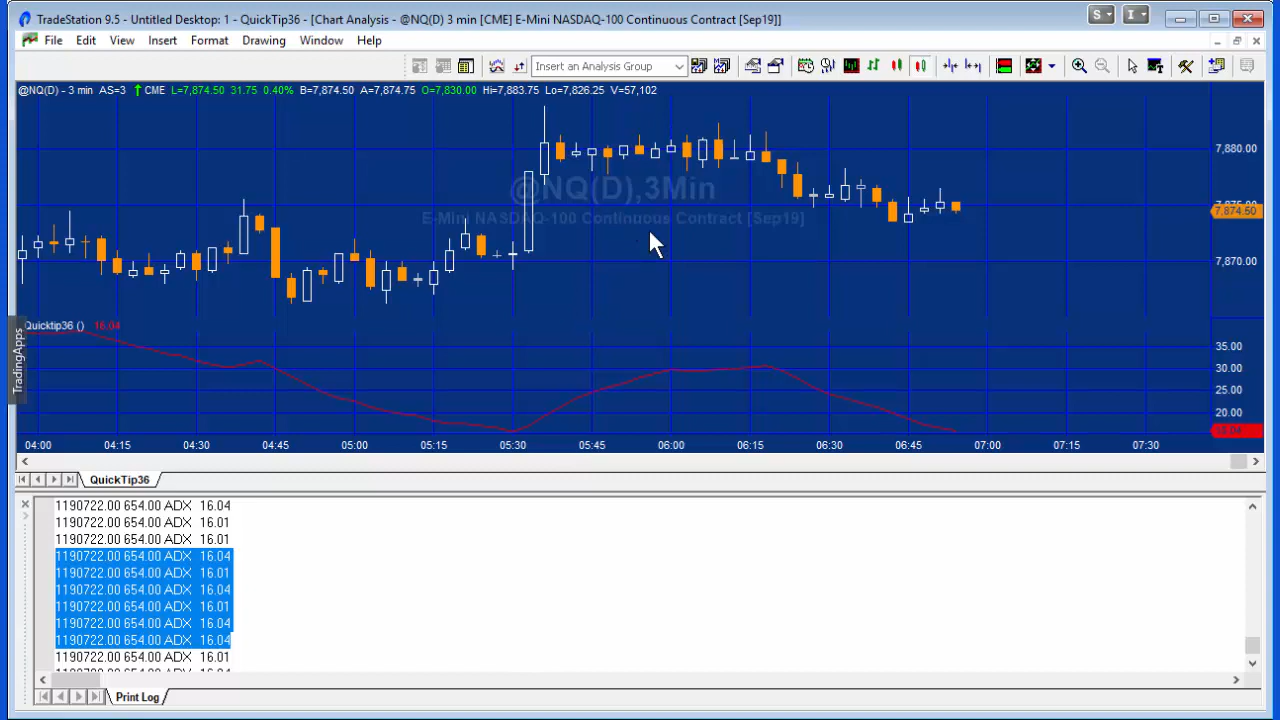 TradeStation 9.5 - Untitled Desktop: 1 - QuickTip36 - [Chart Analysis - @NQ(D) 3 min [CME] E-Mini NASDAQ-100 Continuous Contract [Sep19]]
S I
File Edit View Insert Format Drawing Window Help
Insert an Analysis Group
@NQ(D) - 3 min AS=3 CME L=7,874.50 31.75 0.40% B=7,874.50 A=7,874.75 O=7,830.00 Hi=7,883.75 Lo=7,826.25 V=57,102
7,880.00
@NQ(D),3Min
E-Mini NASDAQ-100 Continuous Contract [Sep19]
7,875.00
7,874.50
7,870.00
Quicktip36 () 16.04
TradingApps
35.00
30.00
25.00
20.00
16.04
04:00 04:15 04:30 04:45 05:00 05:15 05:30 05:45 06:00 06:15 06:30 06:45 07:00 07:15 07:30
QuickTip36
1190722.00 654.00 ADX 16.04
1190722.00 654.00 ADX 16.01
1190722.00 654.00 ADX 16.01
1190722.00 654.00 ADX 16.04
1190722.00 654.00 ADX 16.01
1190722.00 654.00 ADX 16.04
1190722.00 654.00 ADX 16.01
1190722.00 654.00 ADX 16.04
1190722.00 654.00 ADX 16.04
1190722.00 654.00 ADX 16.01
Print Log